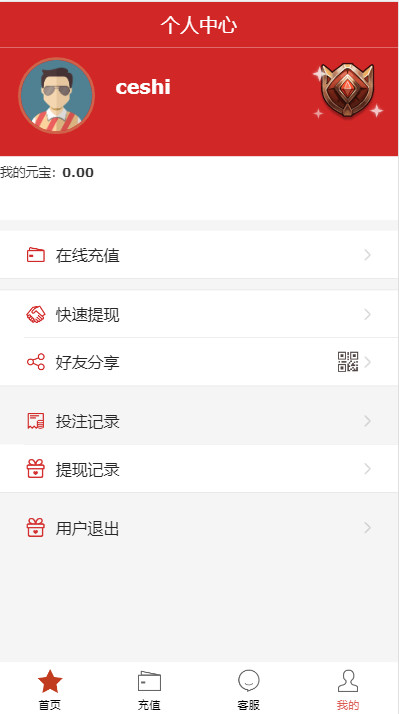 个人中心
ceshi
我的元宝: 0.00
在线充值
快速提现
好友分享
投注记录
提现记录
用户退出
首页 充值 客服 我的